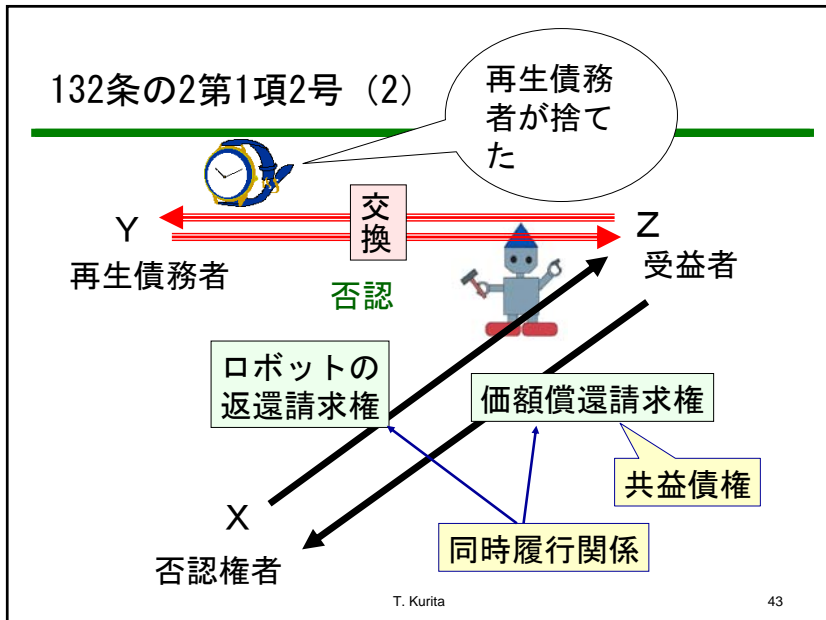 132条の2第1項2号（2）
再生債務
者が捨て
た
交
換
Y
再生債務者
Z
受益者
否認
ロボットの
返還請求権
価額償還請求権
共益債権
X
否認権者
同時履行関係
T. Kurita
43